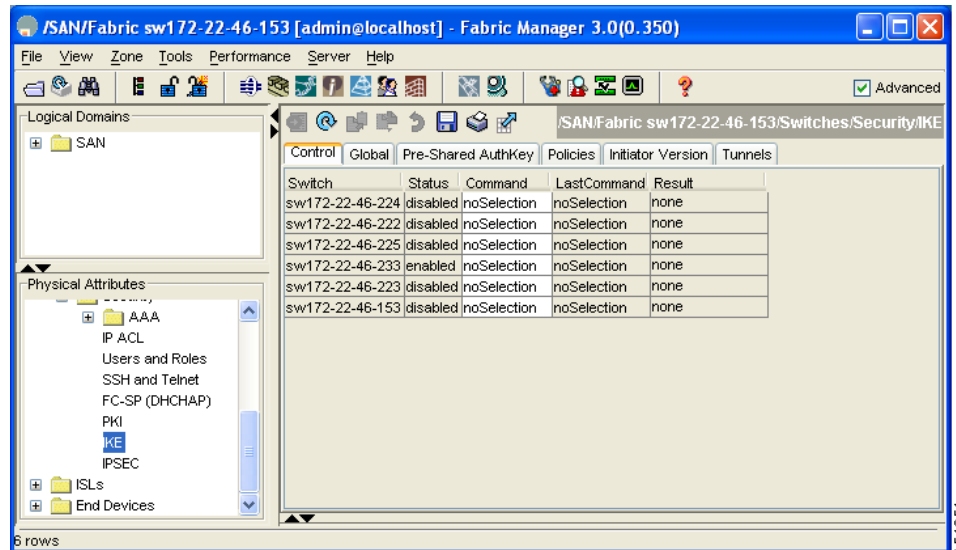 /SAN/Fabric sw172-22-46-153 [admin@localhost] - Fabric Manager 3.0(0.350)
File View Zone Tools Performance Server Help
Advanced
Logical Domains
SAN
/SAN/Fabric sw172-22-46-153/Switches/Security/IKE
Control Global Pre-Shared AuthKey Policies Initiator Version Tunnels
Switch Status Command LastCommand Result
sw172-22-46-224 disabled noSelection noSelection none
sw172-22-46-222 disabled noSelection noSelection none
sw172-22-46-225 disabled noSelection noSelection none
sw172-22-46-233 enabled noSelection noSelection none
sw172-22-46-223 disabled noSelection noSelection none
sw172-22-46-153 disabled noSelection noSelection none
Physical Attributes
AAA
IP ACL
Users and Roles
SSH and Telnet
FC-SP (DHCHAP)
PKI
IKE
IPSEC
ISLs
End Devices
6 rows